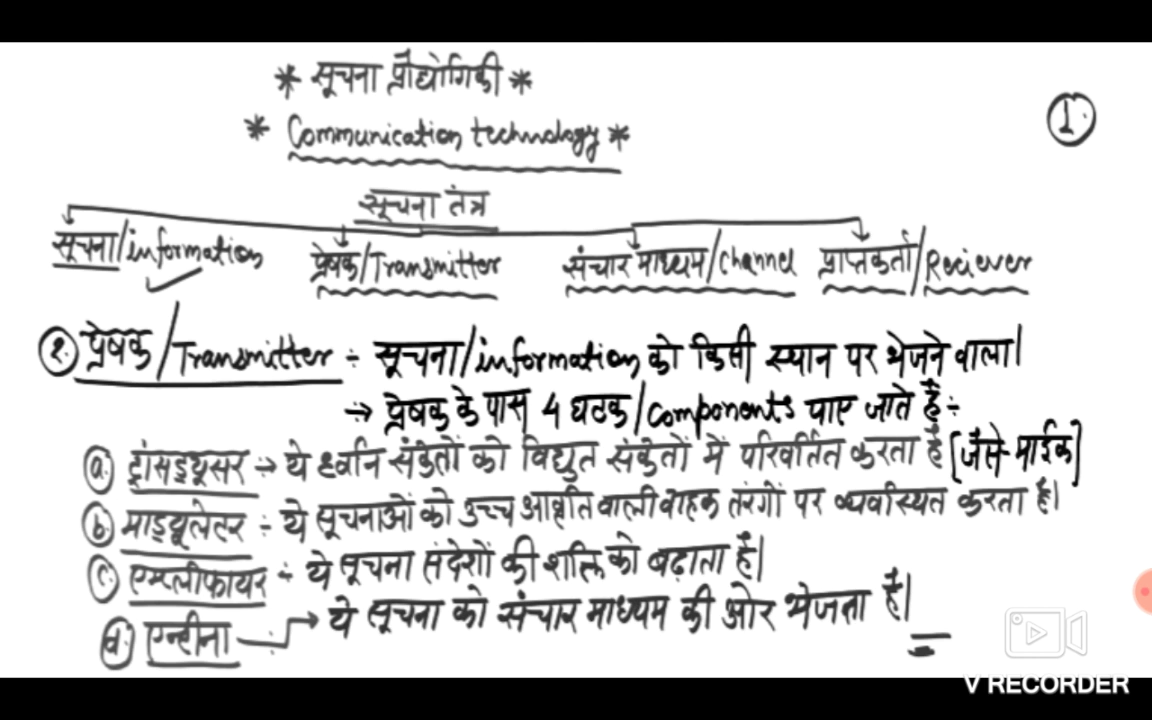 * सूचना प्रौद्योगिकी *
1.
* Communication technology *
सूचना तंत्र
सूचना/information प्रेषक/Transmitter संचार माध्यम/Channel प्राप्तकर्ता/Reciever
2. प्रेषक/Transmitter ÷ सूचना/information को किसी स्थान पर भेजने वाला।
→ प्रेषक के पास 4 घटक/components पाए जाते हैं ÷
a. ट्रांसड्यूसर → ये ध्वनि संकेतों को विद्युत संकेतों में परिवर्तित करता है [जैसे- माईक]
b. माड्यूलेटर ÷ ये सूचनाओं को उच्च आवृति वाली वाहक तरंगों पर व्यवस्थित करता है।
c. एम्प्लीफायर ÷ ये सूचना संदेशों की शक्ति को बढ़ाता है।
d. एन्टीना → ये सूचना को संचार माध्यम की ओर भेजता है।
V RECORDER